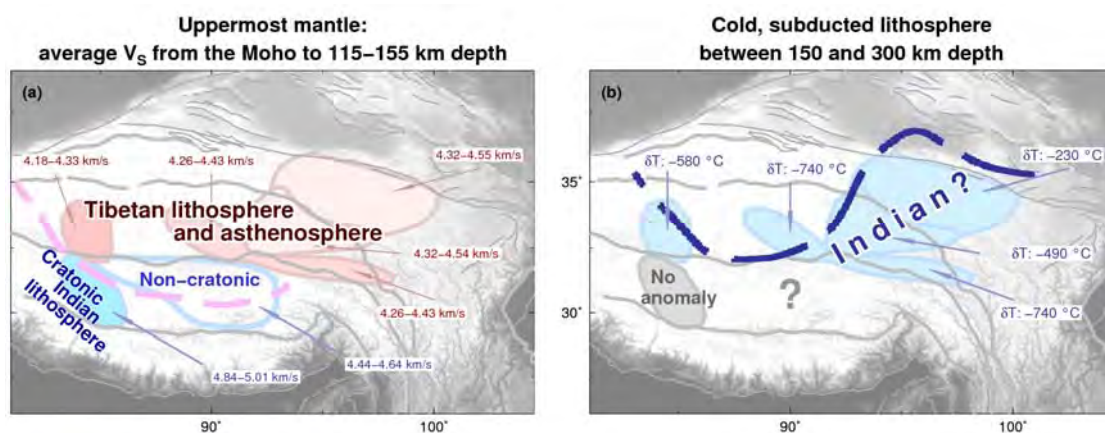 Uppermost mantle:
average VS from the Moho to 115–155 km depth
(a)
4.18–4.33 km/s
4.26–4.43 km/s
4.32–4.55 km/s
35°
Tibetan lithosphere
and asthenosphere
4.32–4.54 km/s
Cratonic
Indian
lithosphere
Non−cratonic
4.26–4.43 km/s
30°
4.44–4.64 km/s
4.84–5.01 km/s
90°
100°
Cold, subducted lithosphere
between 150 and 300 km depth
(b)
δT: −580 °C
δT: −740 °C
δT: −230 °C
35°
Indian ?
δT: −490 °C
No
anomaly
?
δT: −740 °C
30°
90°
100°